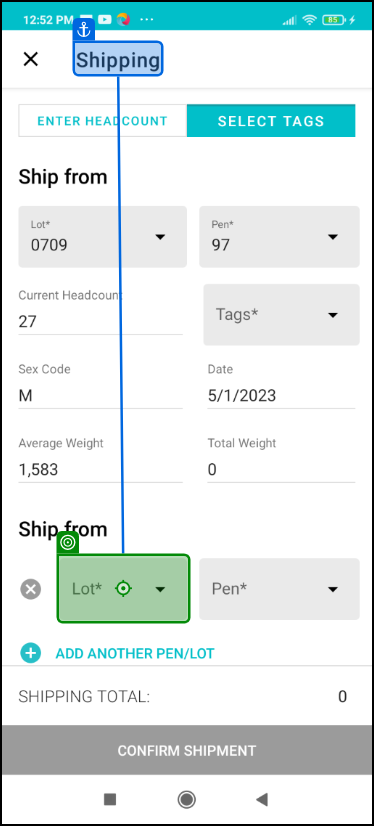 12:52 PM 85
Shipping
ENTER HEADCOUNT SELECT TAGS
Ship from
Lot* Pen*
0709 97
Current Headcount Tags*
27
Sex Code Date
M 5/1/2023
Average Weight Total Weight
1,583 0
Ship from
Lot* Pen*
ADD ANOTHER PEN/LOT
SHIPPING TOTAL: 0
CONFIRM SHIPMENT